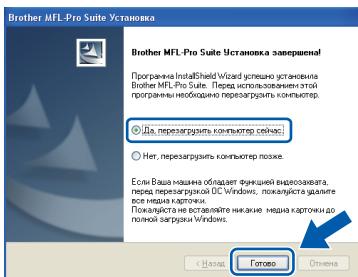 Brother MFL-Pro Suite Установка
Brother MFL-Pro Suite Установка завершена!
Программа InstallShield Wizard успешно установила
Brother MFL-Pro Suite. Перед использованием этой
программы необходимо перезагрузить компьютер.
Да, перезагрузить компьютер сейчас.
Нет, перезагрузить компьютер позже.
Если Ваша машина обладает функцией видеозахвата,
перед перезагрузкой ОС Windows, пожалуйста удалите
все медиа карточки.
Пожалуйста не вставляйте никакие медиа карточки до
полной загрузки Windows.
< Назад
Готово
Отмена